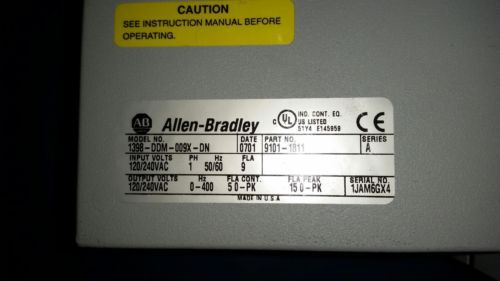 CAUTION
SEE INSTRUCTION MANUAL BEFORE
OPERATING.
AB Allen-Bradley
C UL US LISTED IND. CONT. EQ. 51Y4 E145959 CE
MODEL NO. DATE PART NO. SERIES
1398-DDM-009X-DN 0701 9101-1811 A
INPUT VOLTS PH Hz FLA
120/240VAC 1 50/60 9
OUTPUT VOLTS Hz FLA CONT. FLA PEAK SERIAL NO.
120/240VAC 0-400 5 0-PK 15 0-PK 1JAM6GX4
MADE IN U.S.A